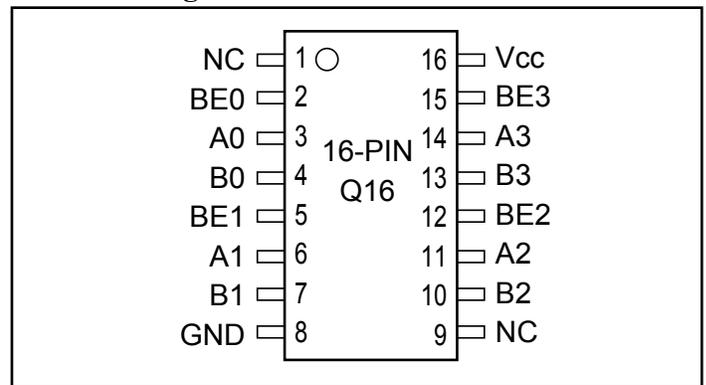 NC 1 16 Vcc
BE0 2 15 BE3
A0 3 14 A3
16-PIN
B0 4 13 B3
Q16
BE1 5 12 BE2
A1 6 11 A2
B1 7 10 B2
GND 8 9 NC